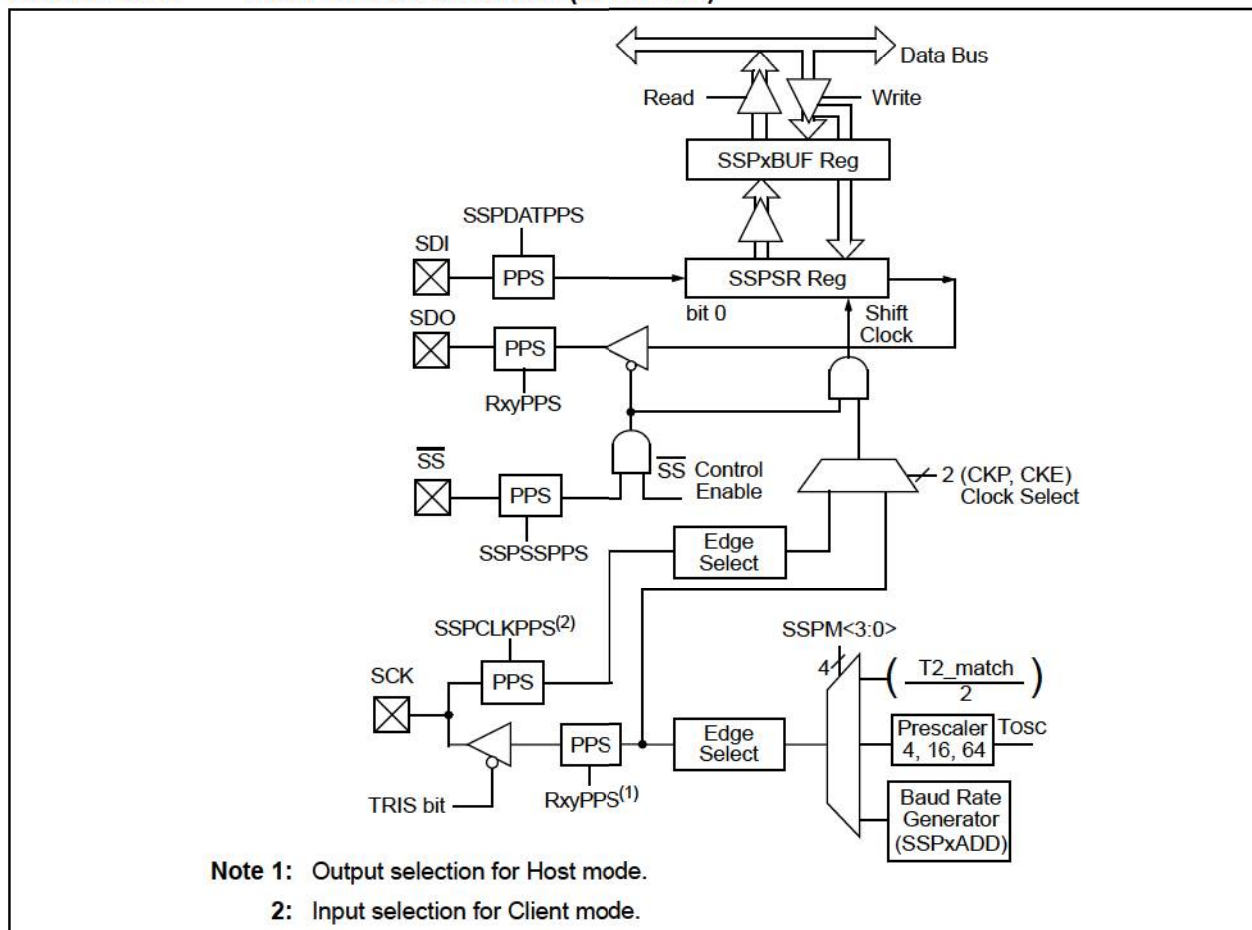 Data Bus
Read
Write
SSPxBUF Reg
SSPDATPPS
SDI
PPS
SSPSR Reg
bit 0
Shift
Clock
SDO
PPS
RxyPPS
SS
PPS
SS Control
Enable
SSPSSPPS
2 (CKP, CKE)
Clock Select
Edge
Select
SSPCLKPPS(2)
SCK
PPS
SSPM<3:0>
4
( T2_match )
2
Edge
Select
PPS
Prescaler
4, 16, 64
TOSC
TRIS bit
RxyPPS(1)
Baud Rate
Generator
(SSPxADD)
Note 1: Output selection for Host mode.
2: Input selection for Client mode.